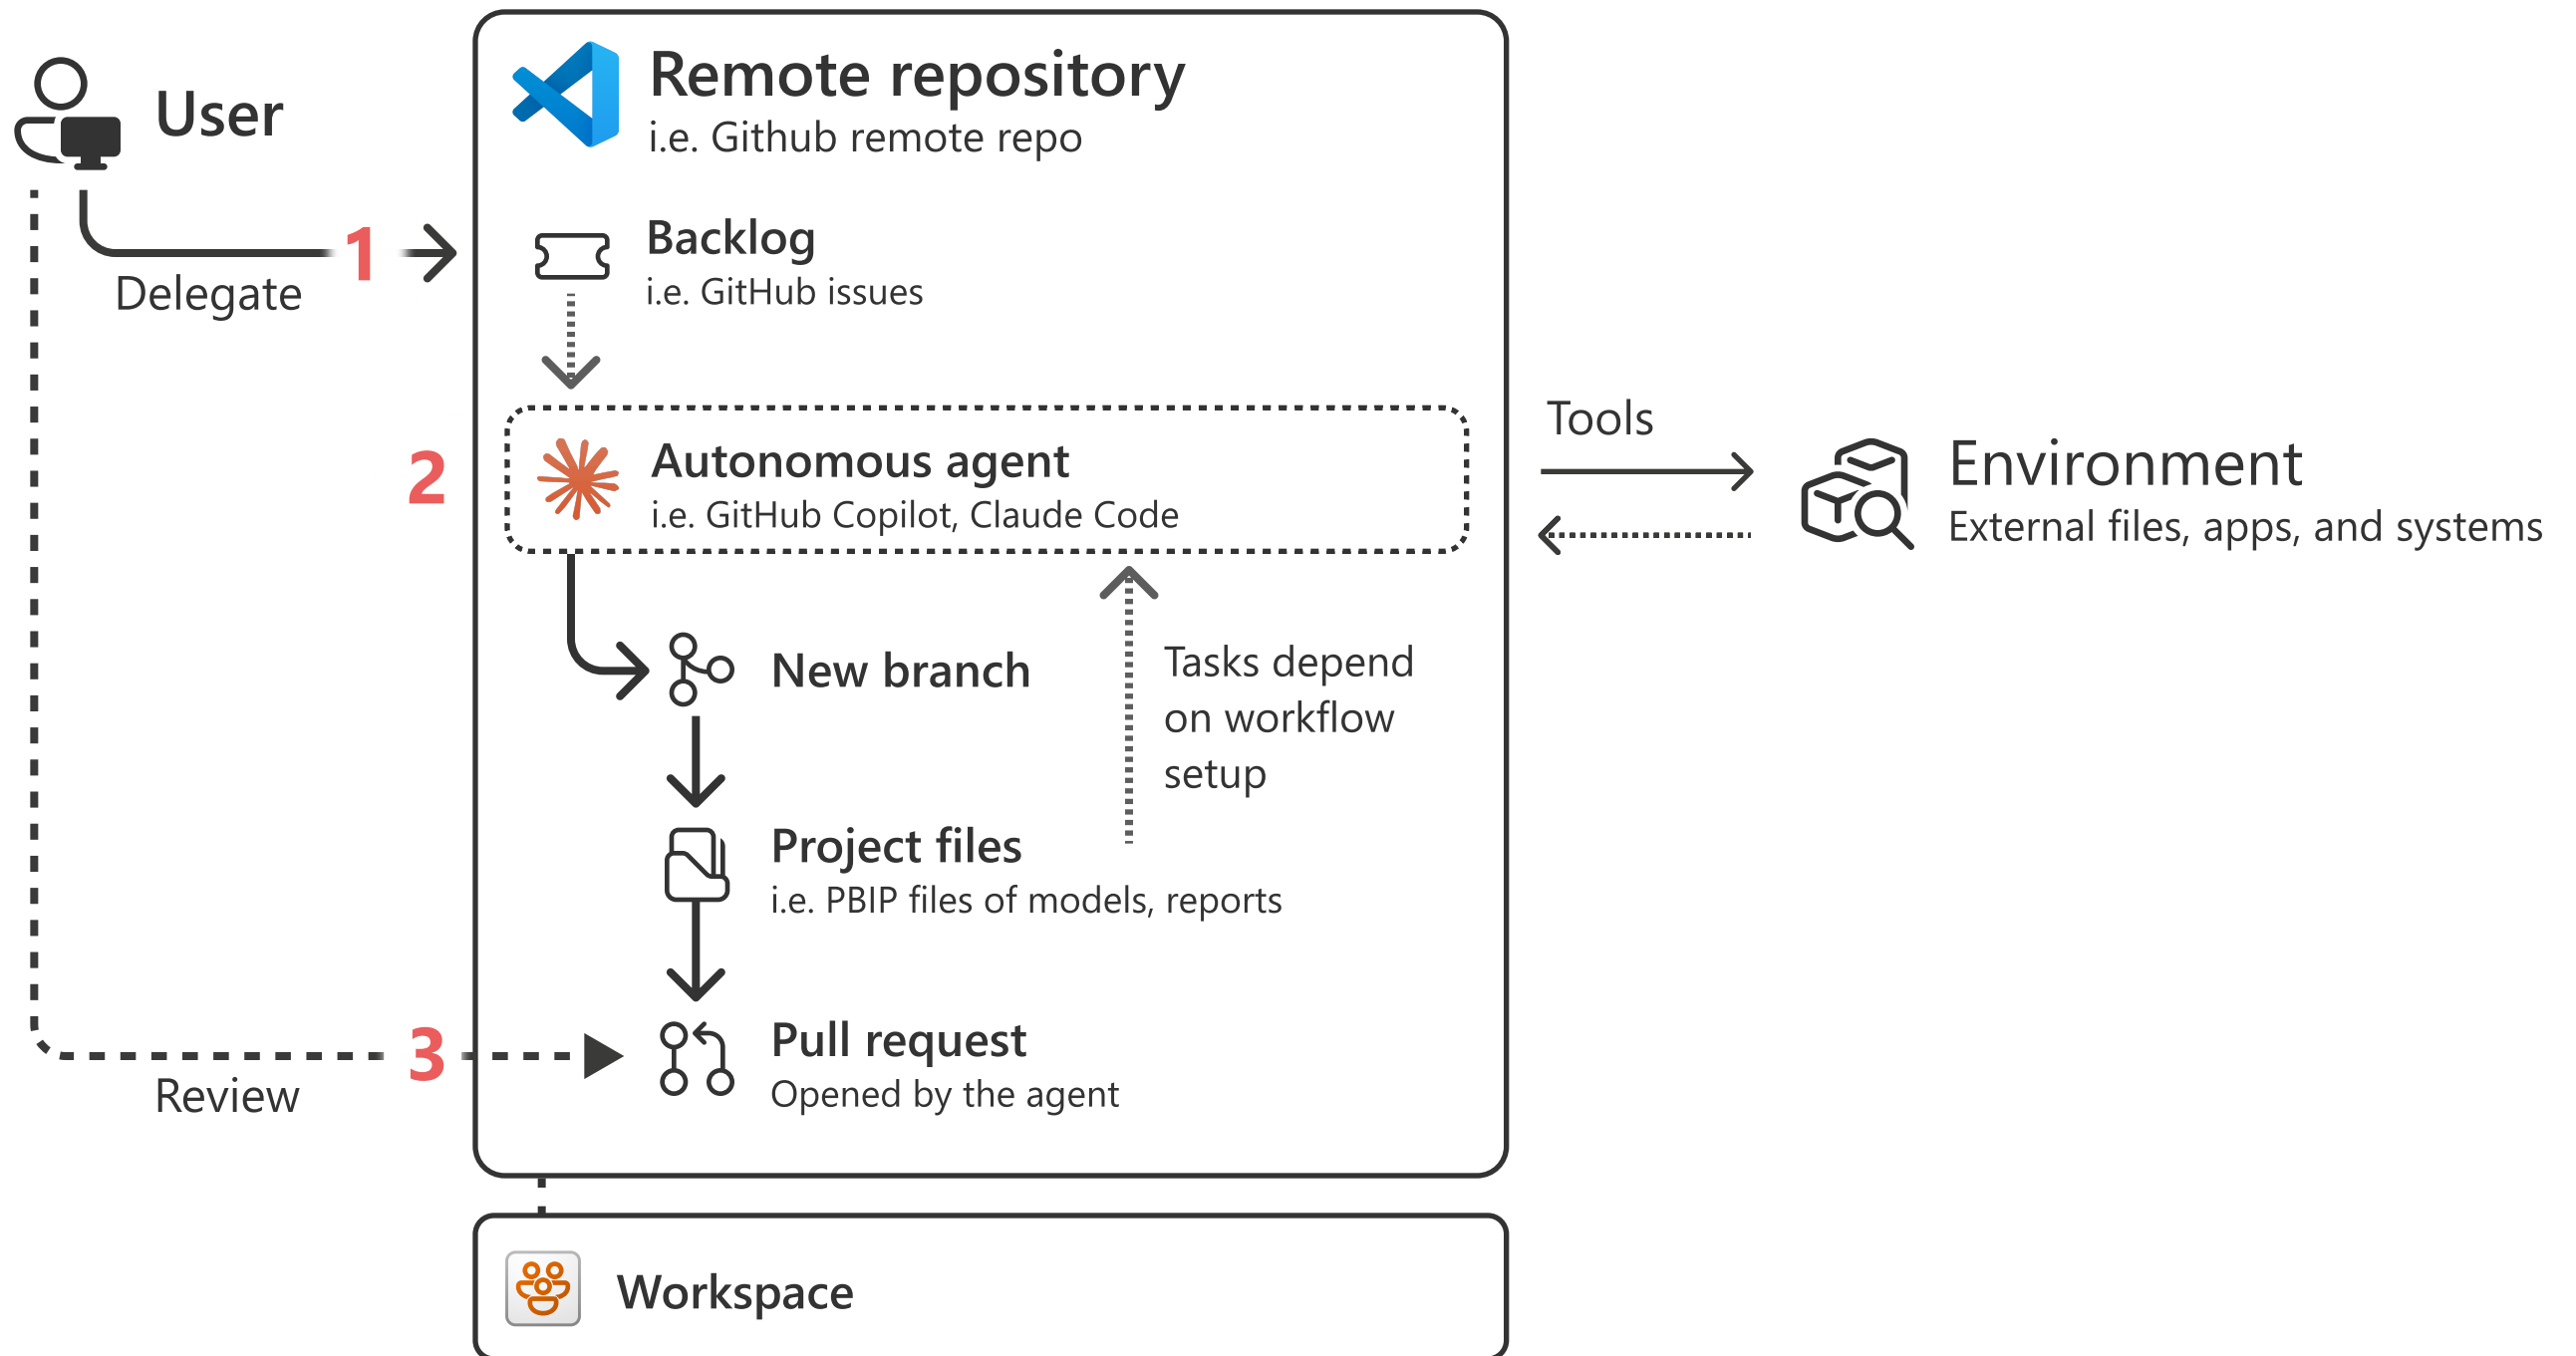 User
Remote repository
i.e. Github remote repo
1
Delegate
Backlog
i.e. GitHub issues
2
Autonomous agent
i.e. GitHub Copilot, Claude Code
Tools
Environment
External files, apps, and systems
New branch
Tasks depend
on workflow
setup
Project files
i.e. PBIP files of models, reports
3
Review
Pull request
Opened by the agent
Workspace